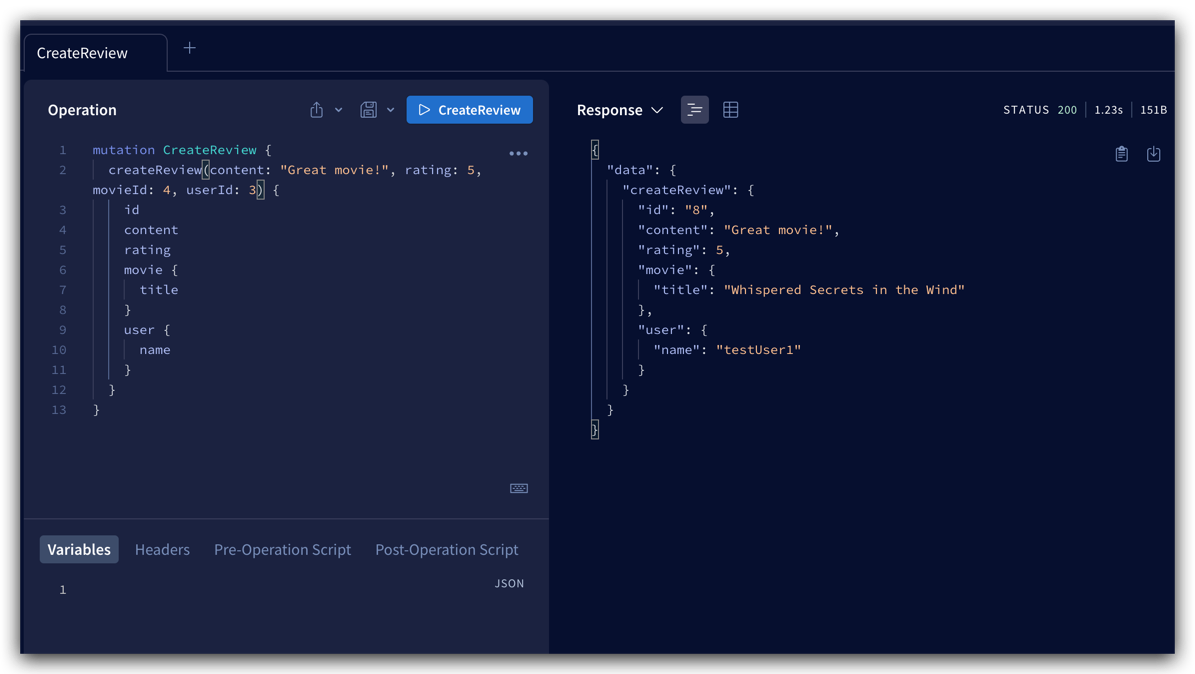 CreateReview
Operation
CreateReview
1 mutation CreateReview {
2 createReview(content: "Great movie!", rating: 5,
movieId: 4, userId: 3) {
3 id
4 content
5 rating
6 movie {
7 title
8 }
9 user {
10 name
11 }
12 }
13 }
Variables Headers Pre-Operation Script Post-Operation Script
1
JSON
Response
STATUS 200 1.23s 151B
{
"data": {
"createReview": {
"id": "8",
"content": "Great movie!",
"rating": 5,
"movie": {
"title": "Whispered Secrets in the Wind"
},
"user": {
"name": "testUser1"
}
}
}
}